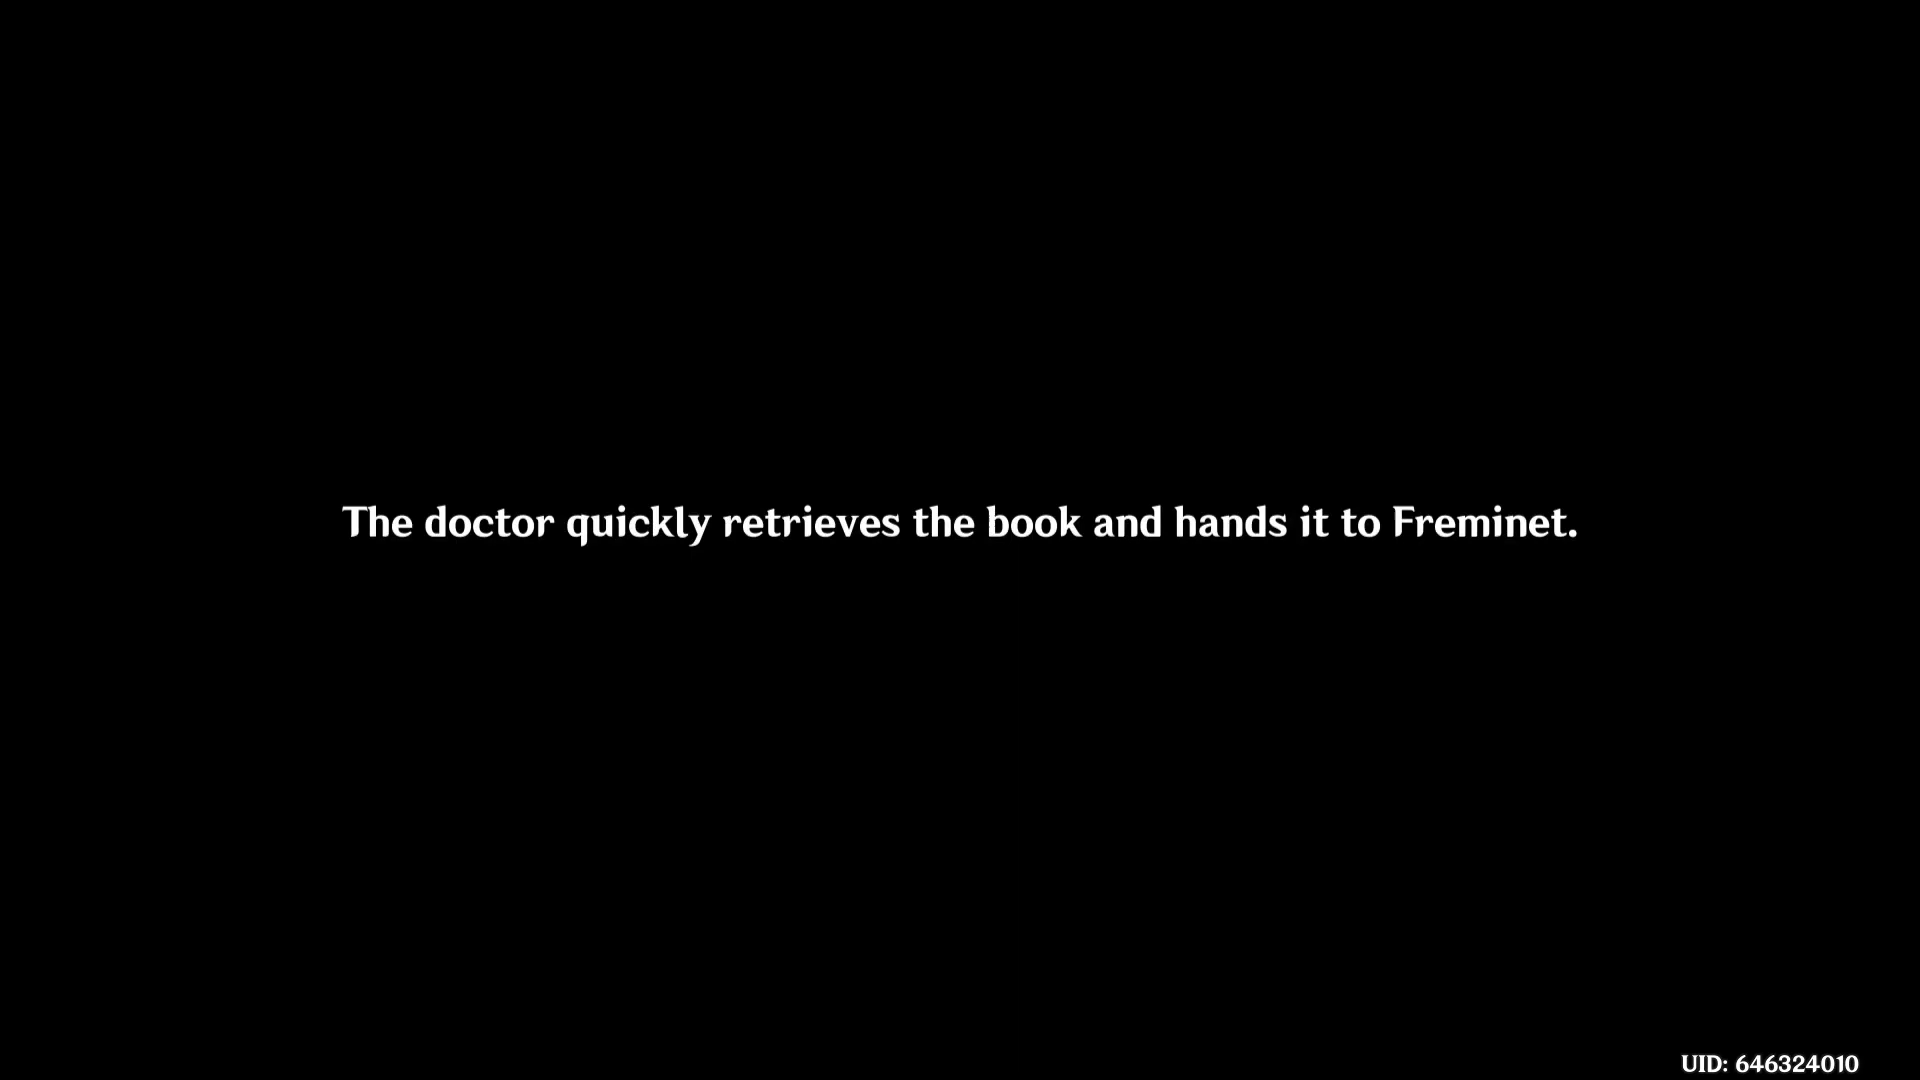 The doctor quickly retrieves the book and hands it to Freminet.
UID: 646324010